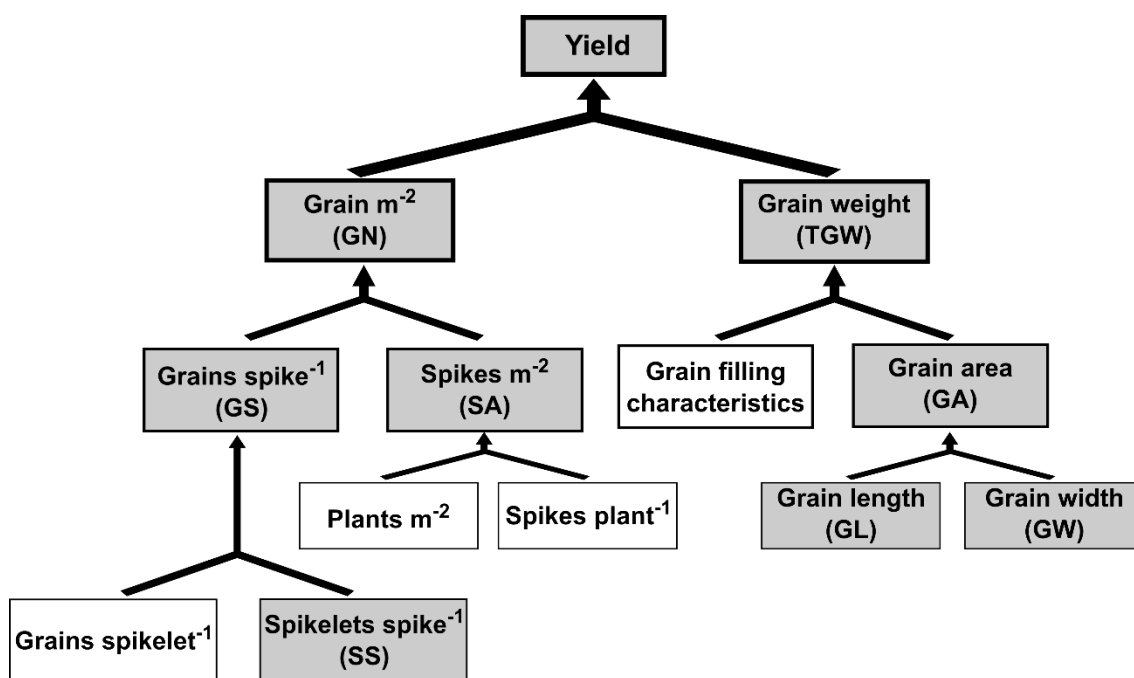 Yield
Grain m⁻²
(GN)
Grain weight
(TGW)
Grains spike⁻¹
(GS)
Spikes m⁻²
(SA)
Grain filling
characteristics
Grain area
(GA)
Plants m⁻²
Spikes plant⁻¹
Grain length
(GL)
Grain width
(GW)
Grains spikelet⁻¹
Spikelets spike⁻¹
(SS)